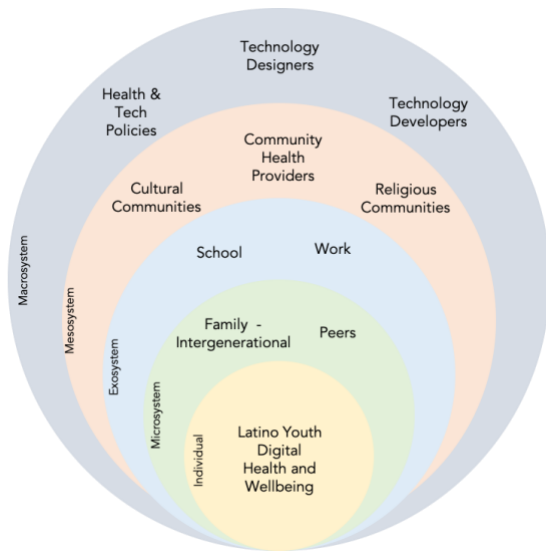 Technology
Designers
Health &
Tech
Policies
Technology
Developers
Community
Health
Providers
Cultural
Communities
Religious
Communities
School
Work
Family -
Intergenerational
Peers
Latino Youth
Digital
Health and
Wellbeing
Macrosystem
Mesosystem
Exosystem
Microsystem
Individual